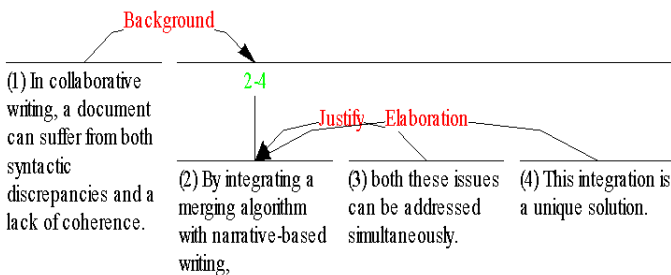 Background
2-4
Justify Elaboration
(1) In collaborative
writing, a document
can suffer from both
syntactic
discrepancies and a
lack of coherence.
(2) By integrating a
merging algorithm
with narrative-based
writing,
(3) both these issues
can be addressed
simultaneously.
(4) This integration is
a unique solution.